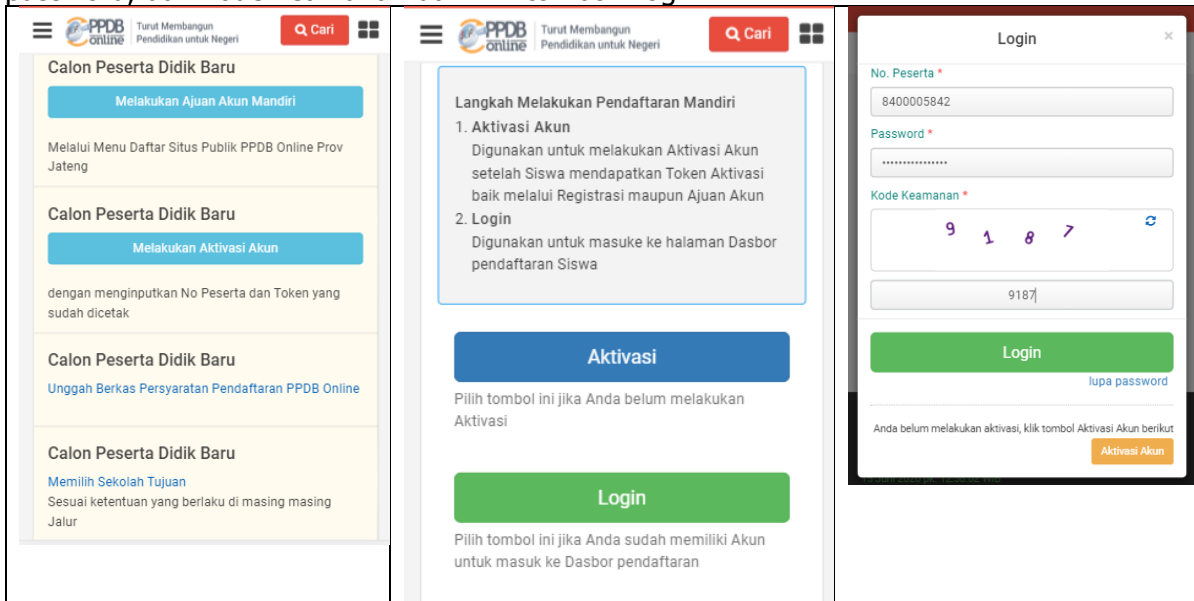 PPDB online
Turut Membangun
Pendidikan untuk Negeri
Cari
Calon Peserta Didik Baru
Melakukan Ajuan Akun Mandiri
Melalui Menu Daftar Situs Publik PPDB Online Prov
Jateng
Calon Peserta Didik Baru
Melakukan Aktivasi Akun
dengan menginputkan No Peserta dan Token yang
sudah dicetak
Calon Peserta Didik Baru
Unggah Berkas Persyaratan Pendaftaran PPDB Online
Calon Peserta Didik Baru
Memilih Sekolah Tujuan
Sesuai ketentuan yang berlaku di masing masing
Jalur
PPDB online
Turut Membangun
Pendidikan untuk Negeri
Cari
Langkah Melakukan Pendaftaran Mandiri
1. Aktivasi Akun
Digunakan untuk melakukan Aktivasi Akun
setelah Siswa mendapatkan Token Aktivasi
baik melalui Registrasi maupun Ajuan Akun
2. Login
Digunakan untuk masuke ke halaman Dasbor
pendaftaran Siswa
Aktivasi
Pilih tombol ini jika Anda belum melakukan
Aktivasi
Login
Pilih tombol ini jika Anda sudah memiliki Akun
untuk masuk ke Dasbor pendaftaran
Login ×
No. Peserta *
8400005842
Password *
................
Kode Keamanan *
9 1 8 7
9187
Login
lupa password
Anda belum melakukan aktivasi, klik tombol Aktivasi Akun berikut
Aktivasi Akun